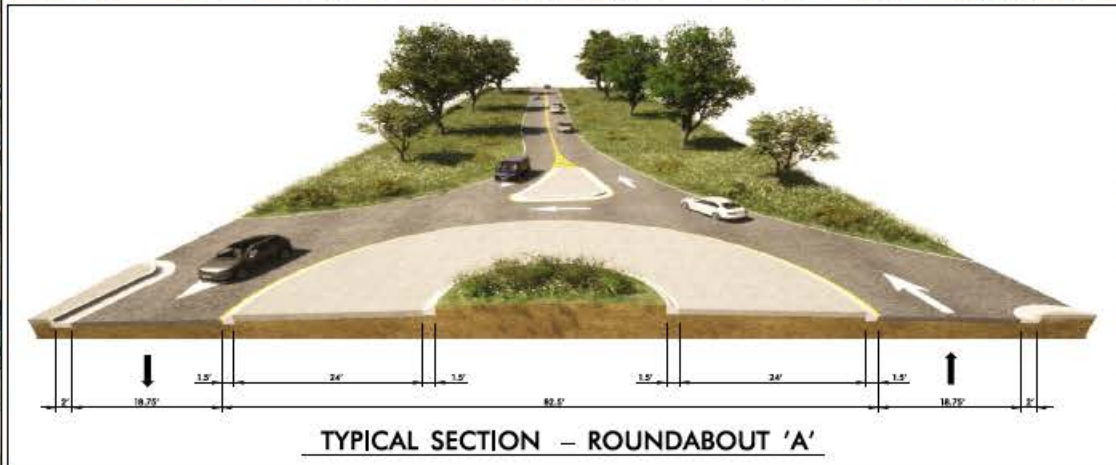 1.5' 24' 1.5' 1.5' 24' 1.5'
2' 18.75' 82.5' 18.75' 2'
TYPICAL SECTION – ROUNDABOUT 'A'